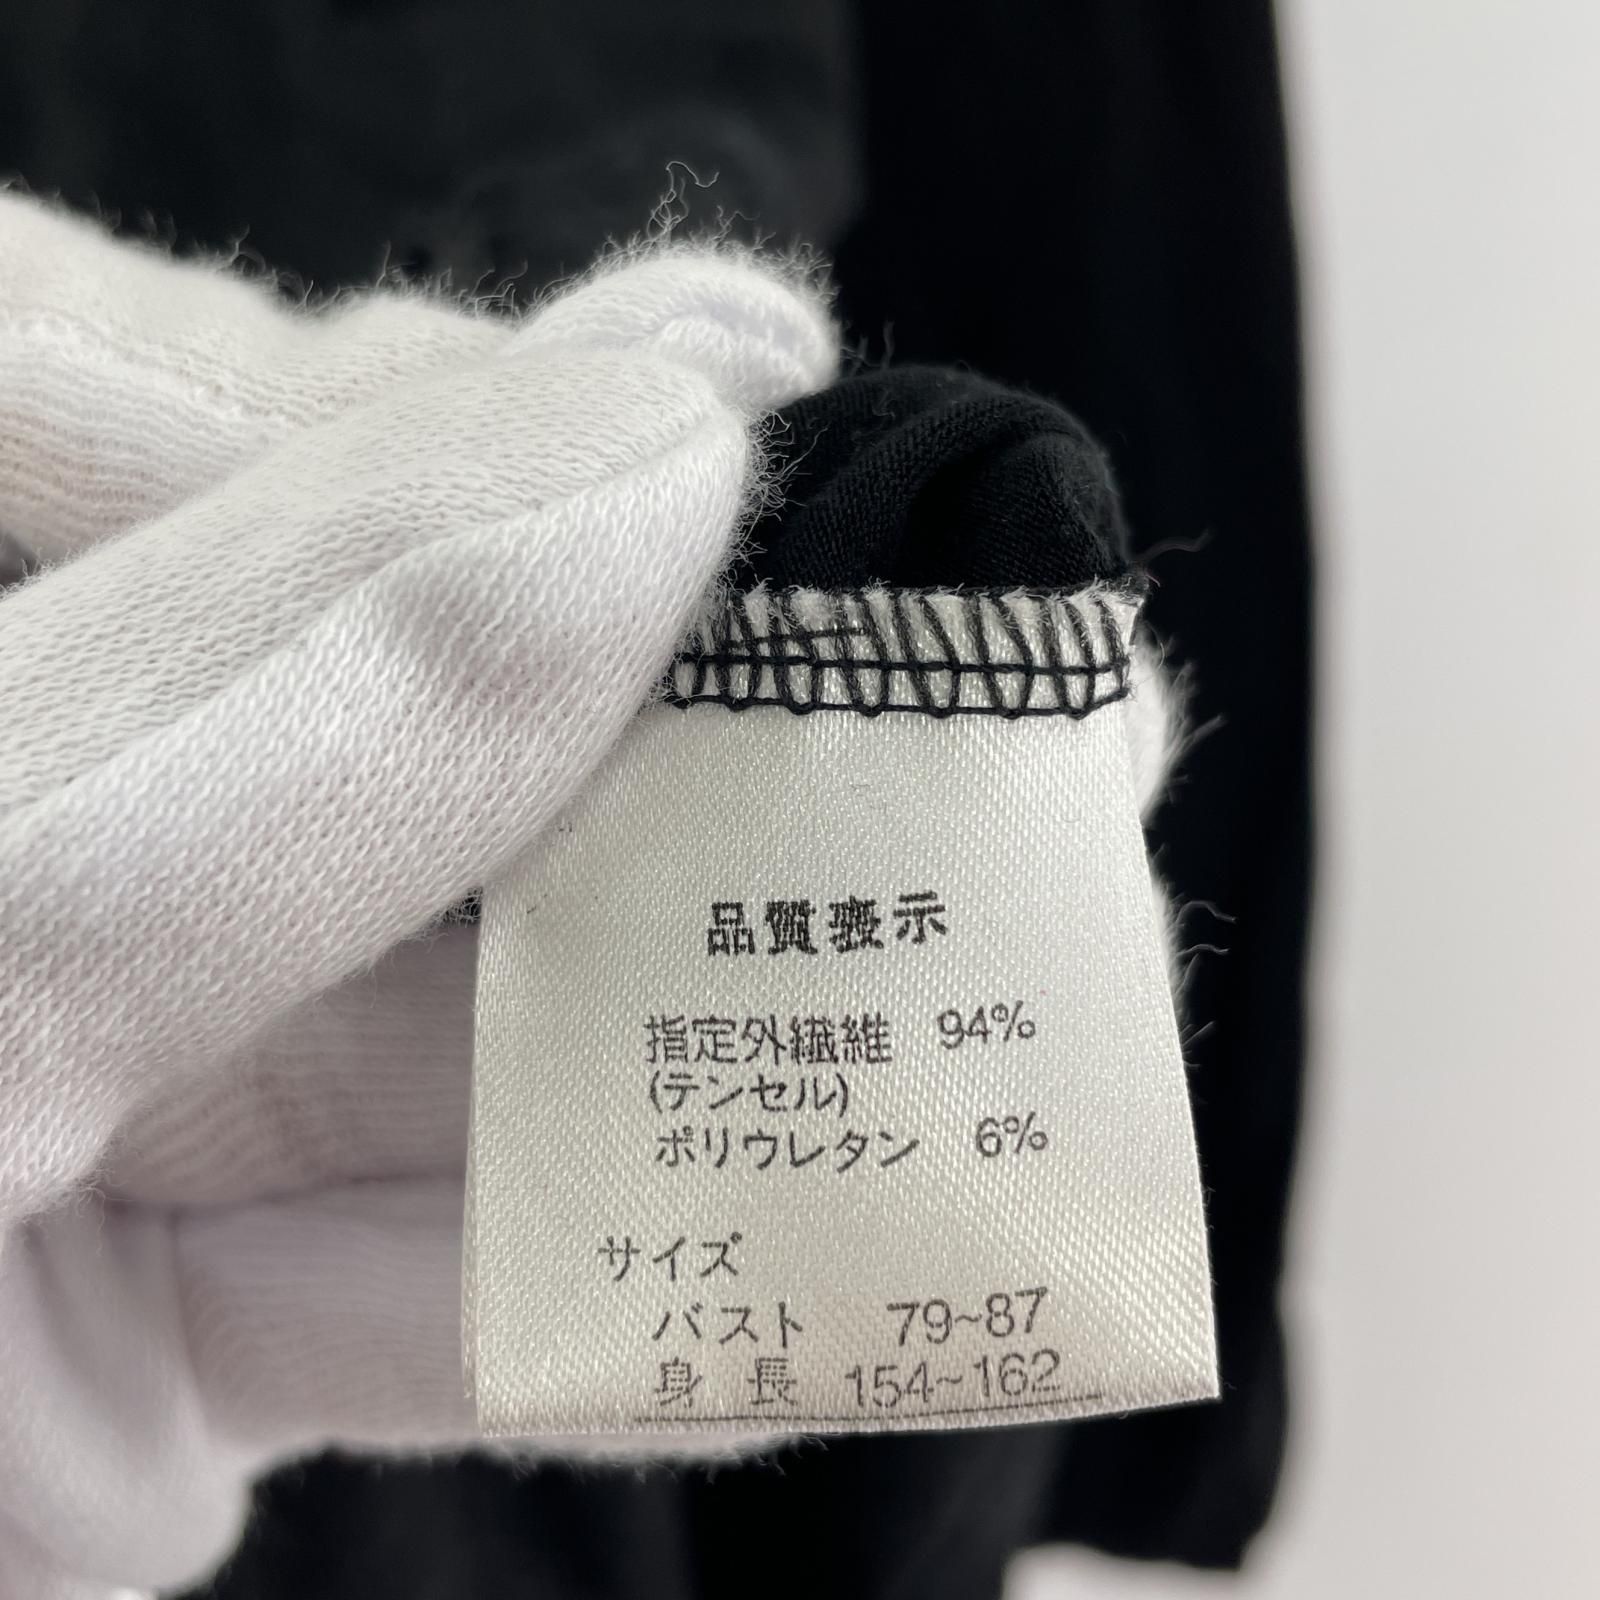 品質表示
指定外繊維 94%
(テンセル)
ポリウレタン 6%
サイズ
バスト 79~87
身長 154~162